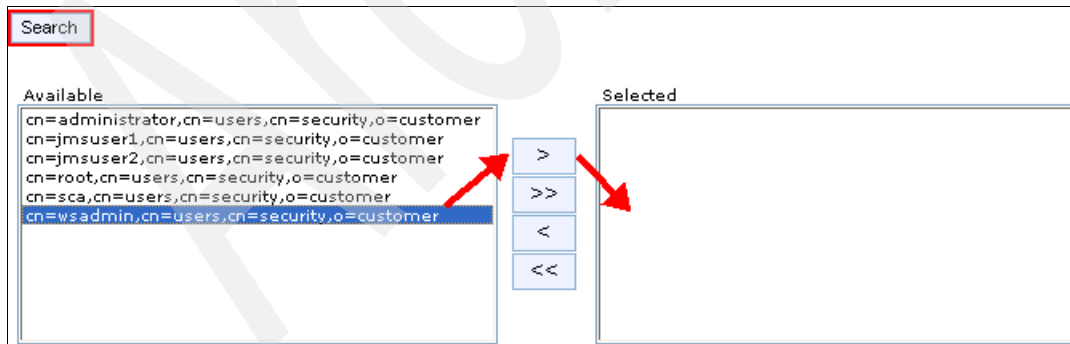 Search
Available
cn=administrator,cn=users,cn=security,o=customer
cn=jmsuser1,cn=users,cn=security,o=customer
cn=jmsuser2,cn=users,cn=security,o=customer
cn=root,cn=users,cn=security,o=customer
cn=sca,cn=users,cn=security,o=customer
cn=wsadmin,cn=users,cn=security,o=customer
>
>>
<
<<
Selected